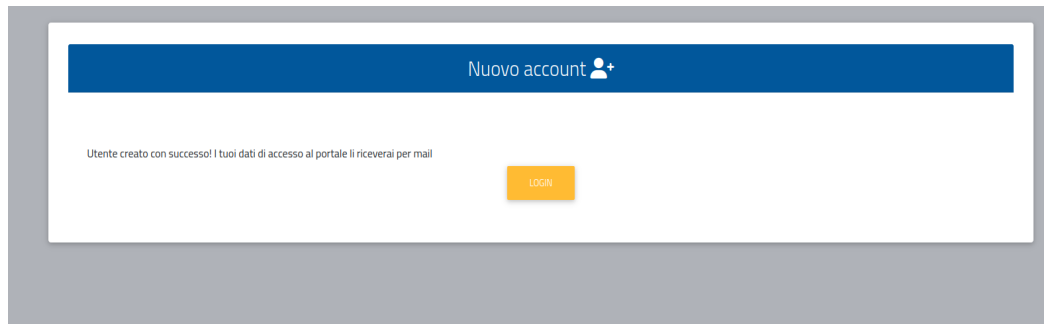 Nuovo account
Utente creato con successo! I tuoi dati di accesso al portale li riceverai per mail
LOGIN